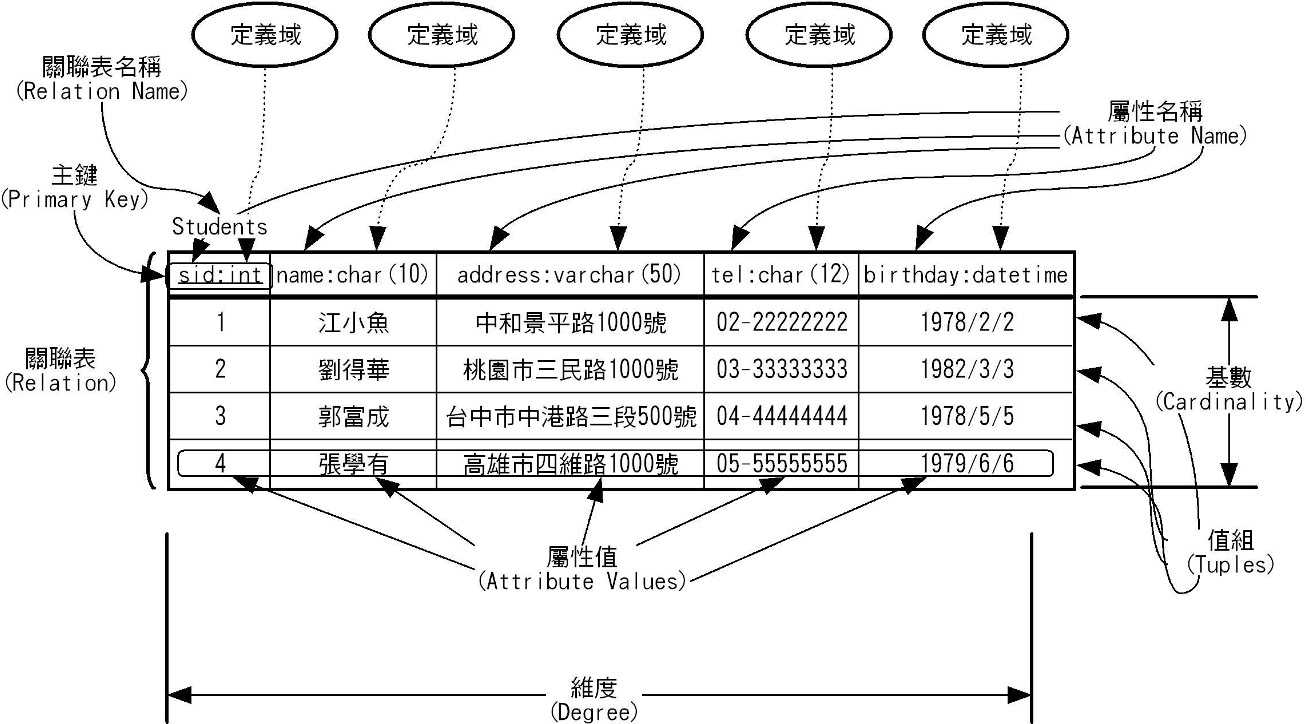 定義域 定義域 定義域 定義域 定義域
關聯表名稱
(Relation Name)
屬性名稱
(Attribute Name)
主鍵
(Primary Key)
Students
sid:int name:char(10) address:varchar(50) tel:char(12) birthday:datetime
1 江小魚 中和景平路1000號 02-22222222 1978/2/2
2 劉得華 桃園市三民路1000號 03-33333333 1982/3/3
3 郭富成 台中市中港路三段500號 04-44444444 1978/5/5
4 張學有 高雄市四維路1000號 05-55555555 1979/6/6
關聯表
(Relation)
基數
(Cardinality)
值組
(Tuples)
屬性值
(Attribute Values)
維度
(Degree)